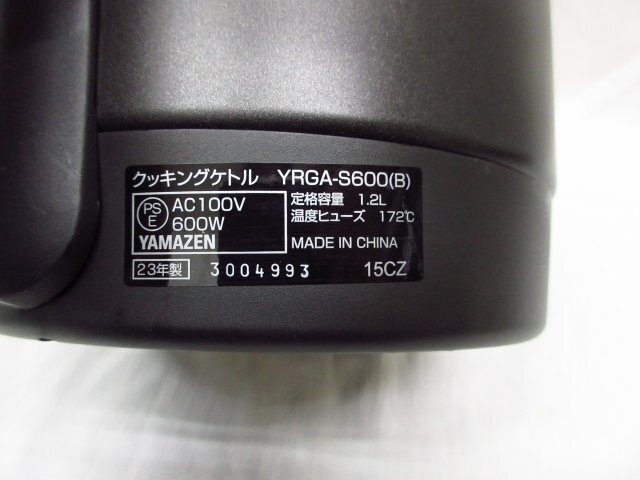 クッキングケトル YRGA-S600(B)
PS
E
AC100V
600W
YAMAZEN
定格容量 1.2L
温度ヒューズ 172℃
MADE IN CHINA
23年製 3004993 15CZ